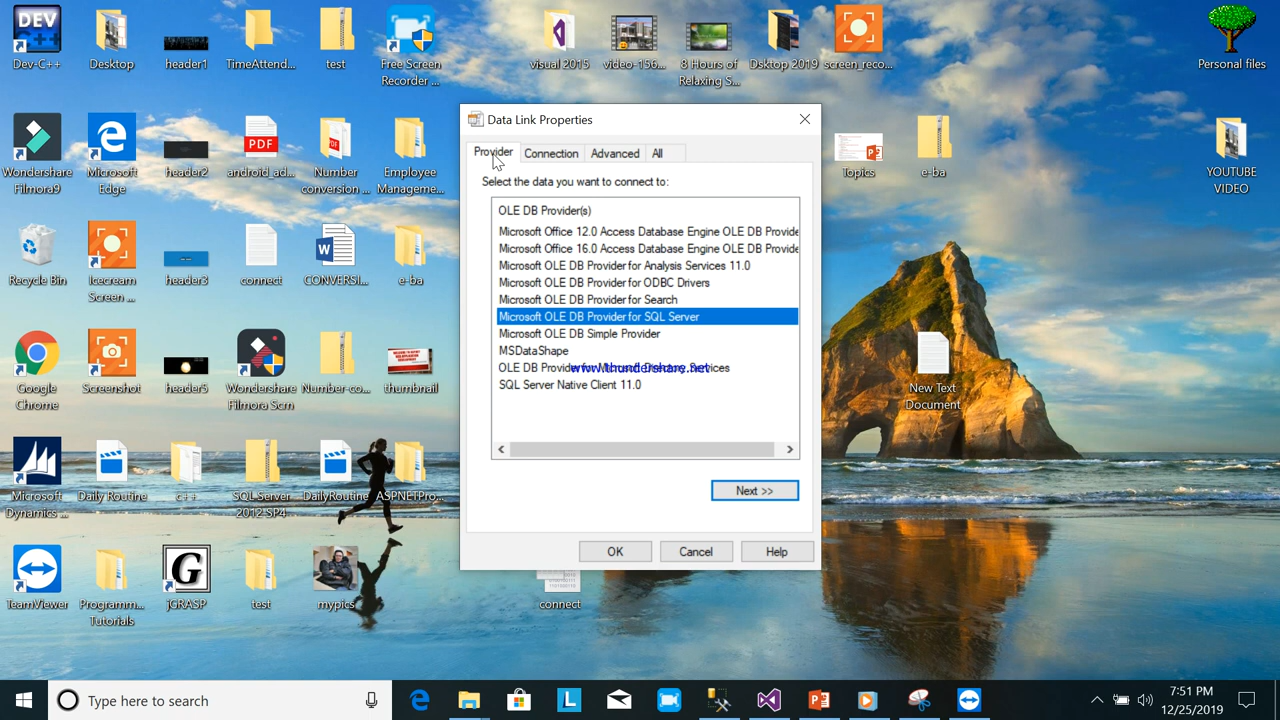 DEV
C++
Dev-C++
Desktop
header1
TimeAttend...
test
Free Screen
Recorder ...
visual 2015
video-156...
8 Hours of
Relaxing S...
Dsktop 2019
screen_reco...
Personal files
Wondershare
Filmora9
Microsoft
Edge
header2
PDF
android_ad...
Number
conversion ...
Employee
Manageme...
Topics
e-ba
YOUTUBE
VIDEO
Recycle Bin
Icecream
Screen ...
header3
connect
CONVERSI...
e-ba
Google
Chrome
Screenshot
header5
Wondershare
Filmora Scrn
Number-co...
thumbnail
New Text
Document
Microsoft
Dynamics ...
Daily Routine
c++
SQL Server
2012 SP4
DailyRoutine
ASPNETPro...
TeamViewer
Programm...
Tutorials
G
jGRASP
test
mypics
connect
Data Link Properties
Provider
Connection
Advanced
All
Select the data you want to connect to:
OLE DB Provider(s)
Microsoft Office 12.0 Access Database Engine OLE DB Provide
Microsoft Office 16.0 Access Database Engine OLE DB Provide
Microsoft OLE DB Provider for Analysis Services 11.0
Microsoft OLE DB Provider for ODBC Drivers
Microsoft OLE DB Provider for Search
Microsoft OLE DB Provider for SQL Server
Microsoft OLE DB Simple Provider
MSDataShape
OLE DB Services
SQL Server Native Client 11.0
Next >>
OK
Cancel
Help
Type here to search
7:51 PM
12/25/2019